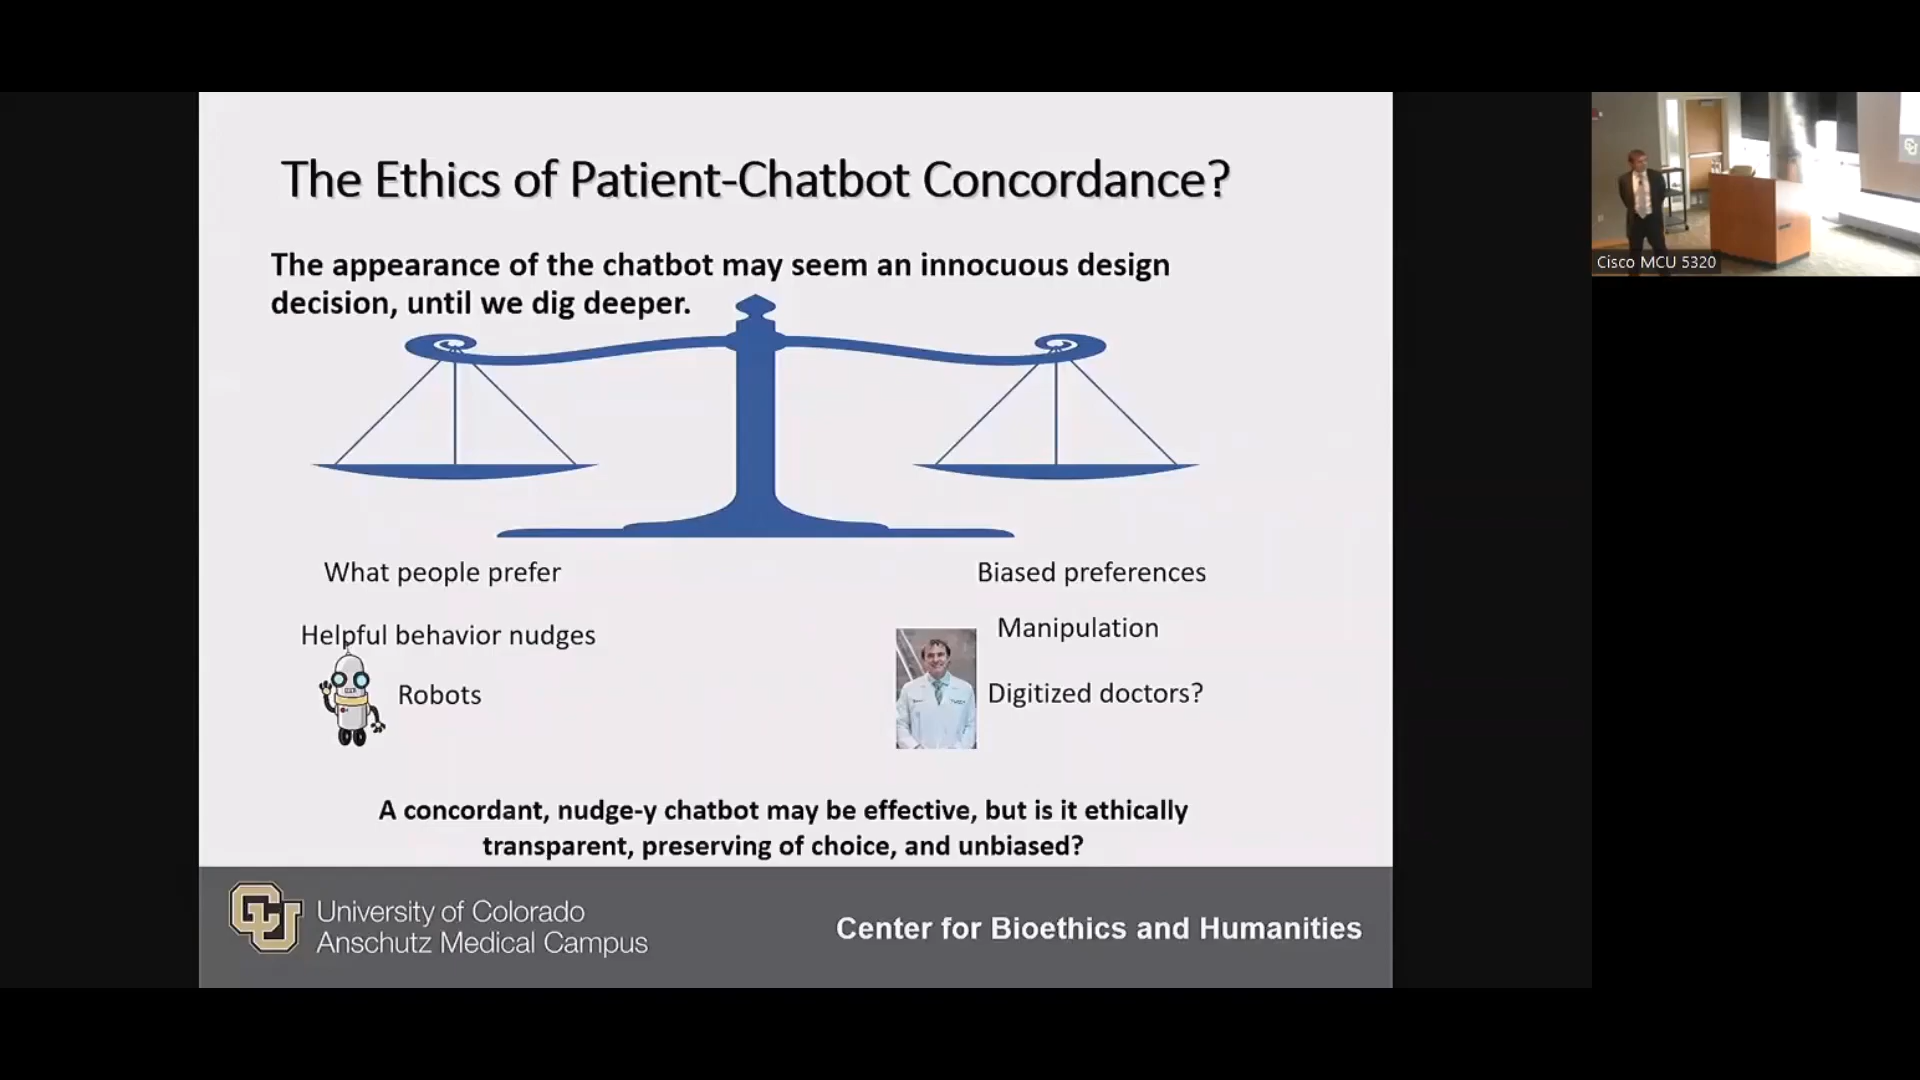 The Ethics of Patient-Chatbot Concordance?
The appearance of the chatbot may seem an innocuous design
decision, until we dig deeper.
What people prefer
Biased preferences
Helpful behavior nudges
Manipulation
Robots
Digitized doctors?
A concordant, nudge-y chatbot may be effective, but is it ethically
transparent, preserving of choice, and unbiased?
CU
University of Colorado
Anschutz Medical Campus
Center for Bioethics and Humanities
Cisco MCU 5320